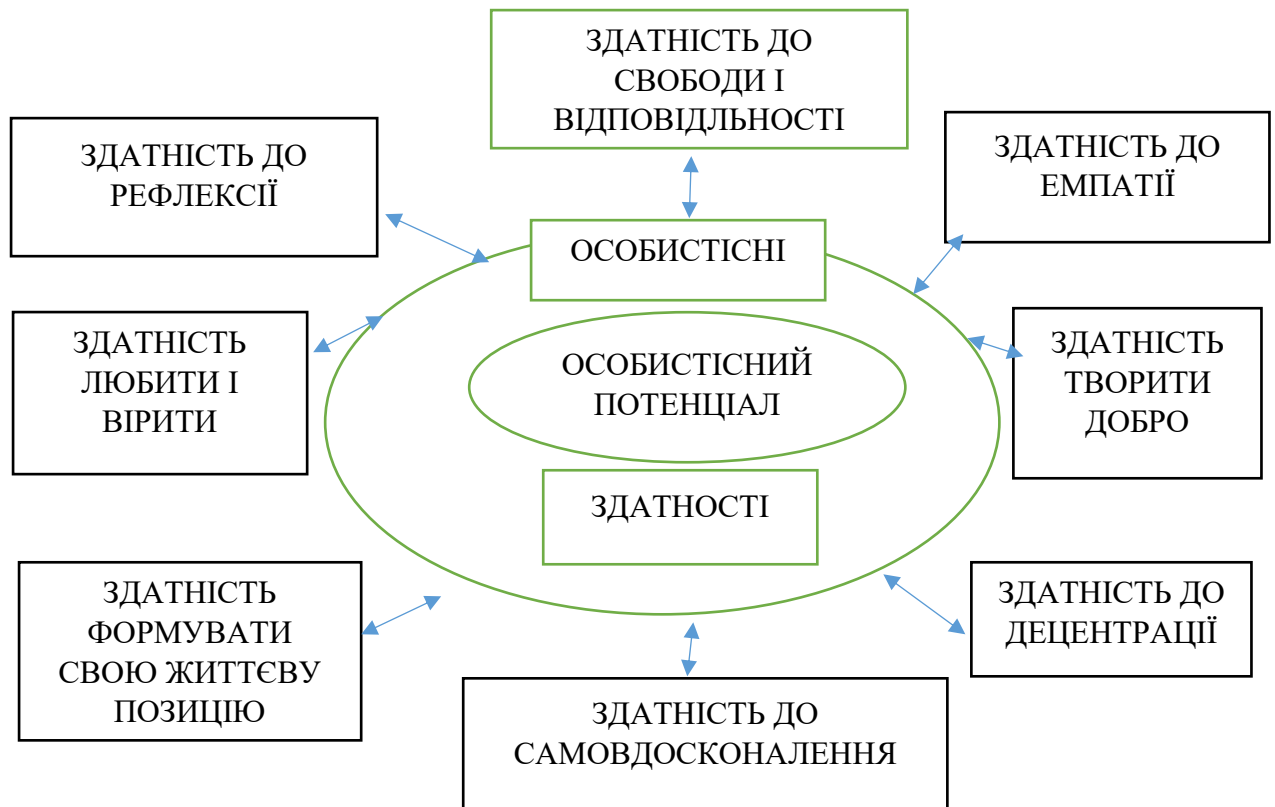 ЗДАТНІСТЬ ДО
СВОБОДИ І
ВІДПОВІДЛЬНОСТІ
ЗДАТНІСТЬ ДО
РЕФЛЕКСІЇ
ЗДАТНІСТЬ ДО
ЕМПАТІЇ
ОСОБИСТІСНІ
ЗДАТНІСТЬ
ЛЮБИТИ І
ВІРИТИ
ОСОБИСТІСНИЙ
ПОТЕНЦІАЛ
ЗДАТНІСТЬ
ТВОРИТИ
ДОБРО
ЗДАТНОСТІ
ЗДАТНІСТЬ
ФОРМУВАТИ
СВОЮ ЖИТТЄВУ
ПОЗИЦІЮ
ЗДАТНІСТЬ ДО
ДЕЦЕНТРАЦІЇ
ЗДАТНІСТЬ ДО
САМОВДОСКОНАЛЕННЯ